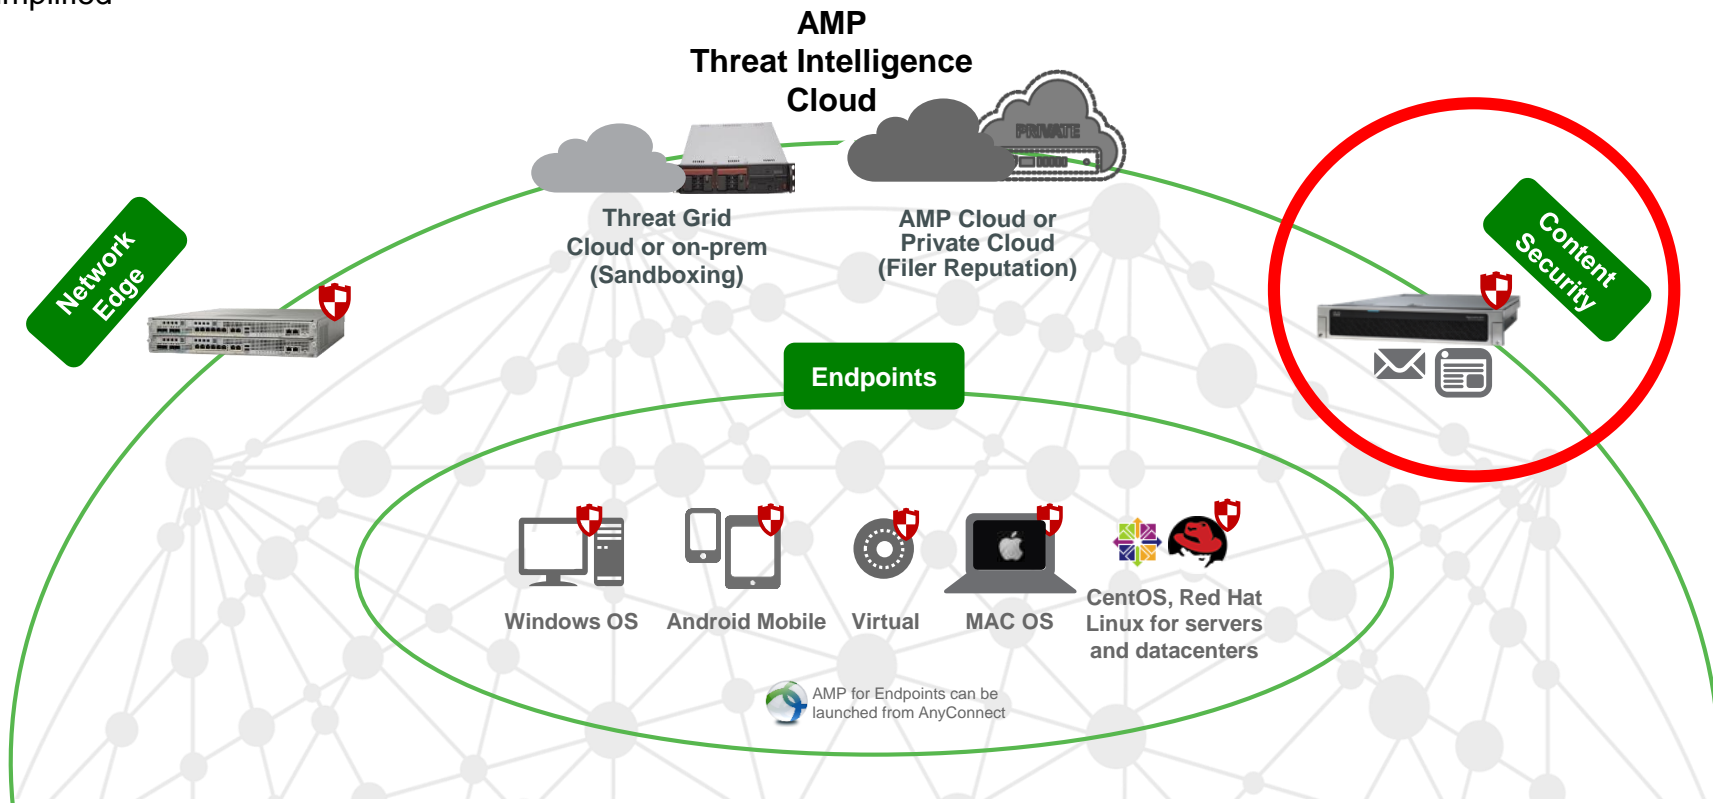 AMP
Threat Intelligence
Cloud
PRIVATE
Network
Edge
Threat Grid
Cloud or on-prem
(Sandboxing)
AMP Cloud or
Private Cloud
(Filer Reputation)
Content
Security
Endpoints
Windows OS
Android Mobile
Virtual
MAC OS
CentOS, Red Hat
Linux for servers
and datacenters
AMP for Endpoints can be
launched from AnyConnect